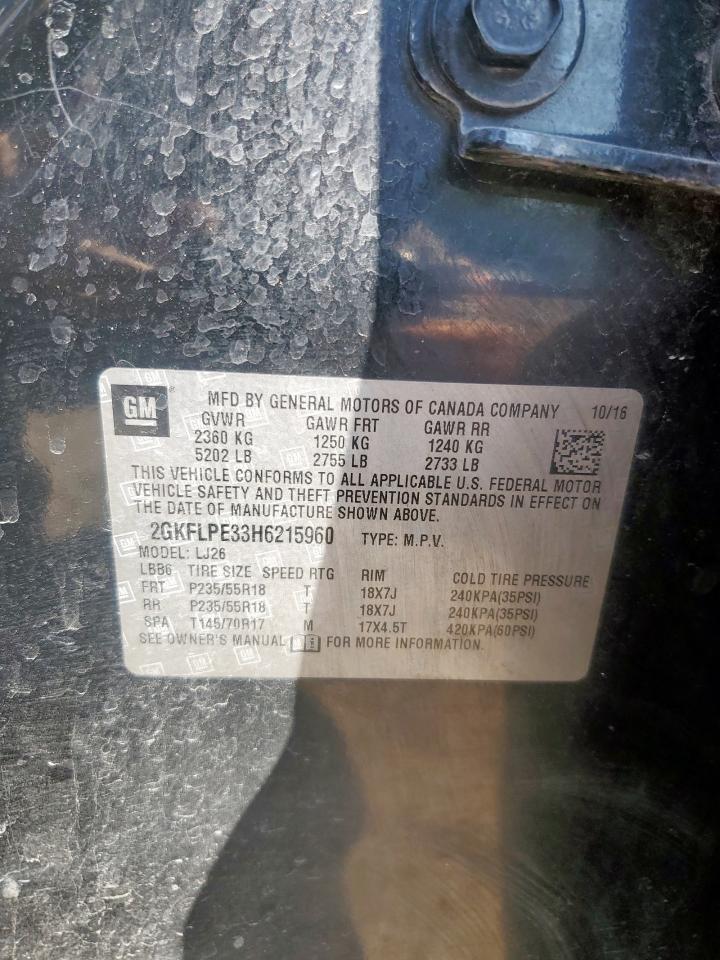 GM ® MFD BY GENERAL MOTORS OF CANADA COMPANY 10/16
GVWR GAWR FRT GAWR RR
2360 KG 1250 KG 1240 KG
5202 LB 2755 LB 2733 LB
THIS VEHICLE CONFORMS TO ALL APPLICABLE U.S. FEDERAL MOTOR
VEHICLE SAFETY AND THEFT PREVENTION STANDARDS IN EFFECT ON
THE DATE OF MANUFACTURE SHOWN ABOVE.
2GKFLPE33H6215960 TYPE: M.P.V.
MODEL: LJ26
LBB6 TIRE SIZE SPEED RTG RIM COLD TIRE PRESSURE
FRT P235/55R18 T 18X7J 240KPA(35PSI)
RR P235/55R18 T 18X7J 240KPA(35PSI)
SPA T145/70R17 M 17X4.5T 420KPA(60PSI)
SEE OWNER'S MANUAL FOR MORE INFORMATION.